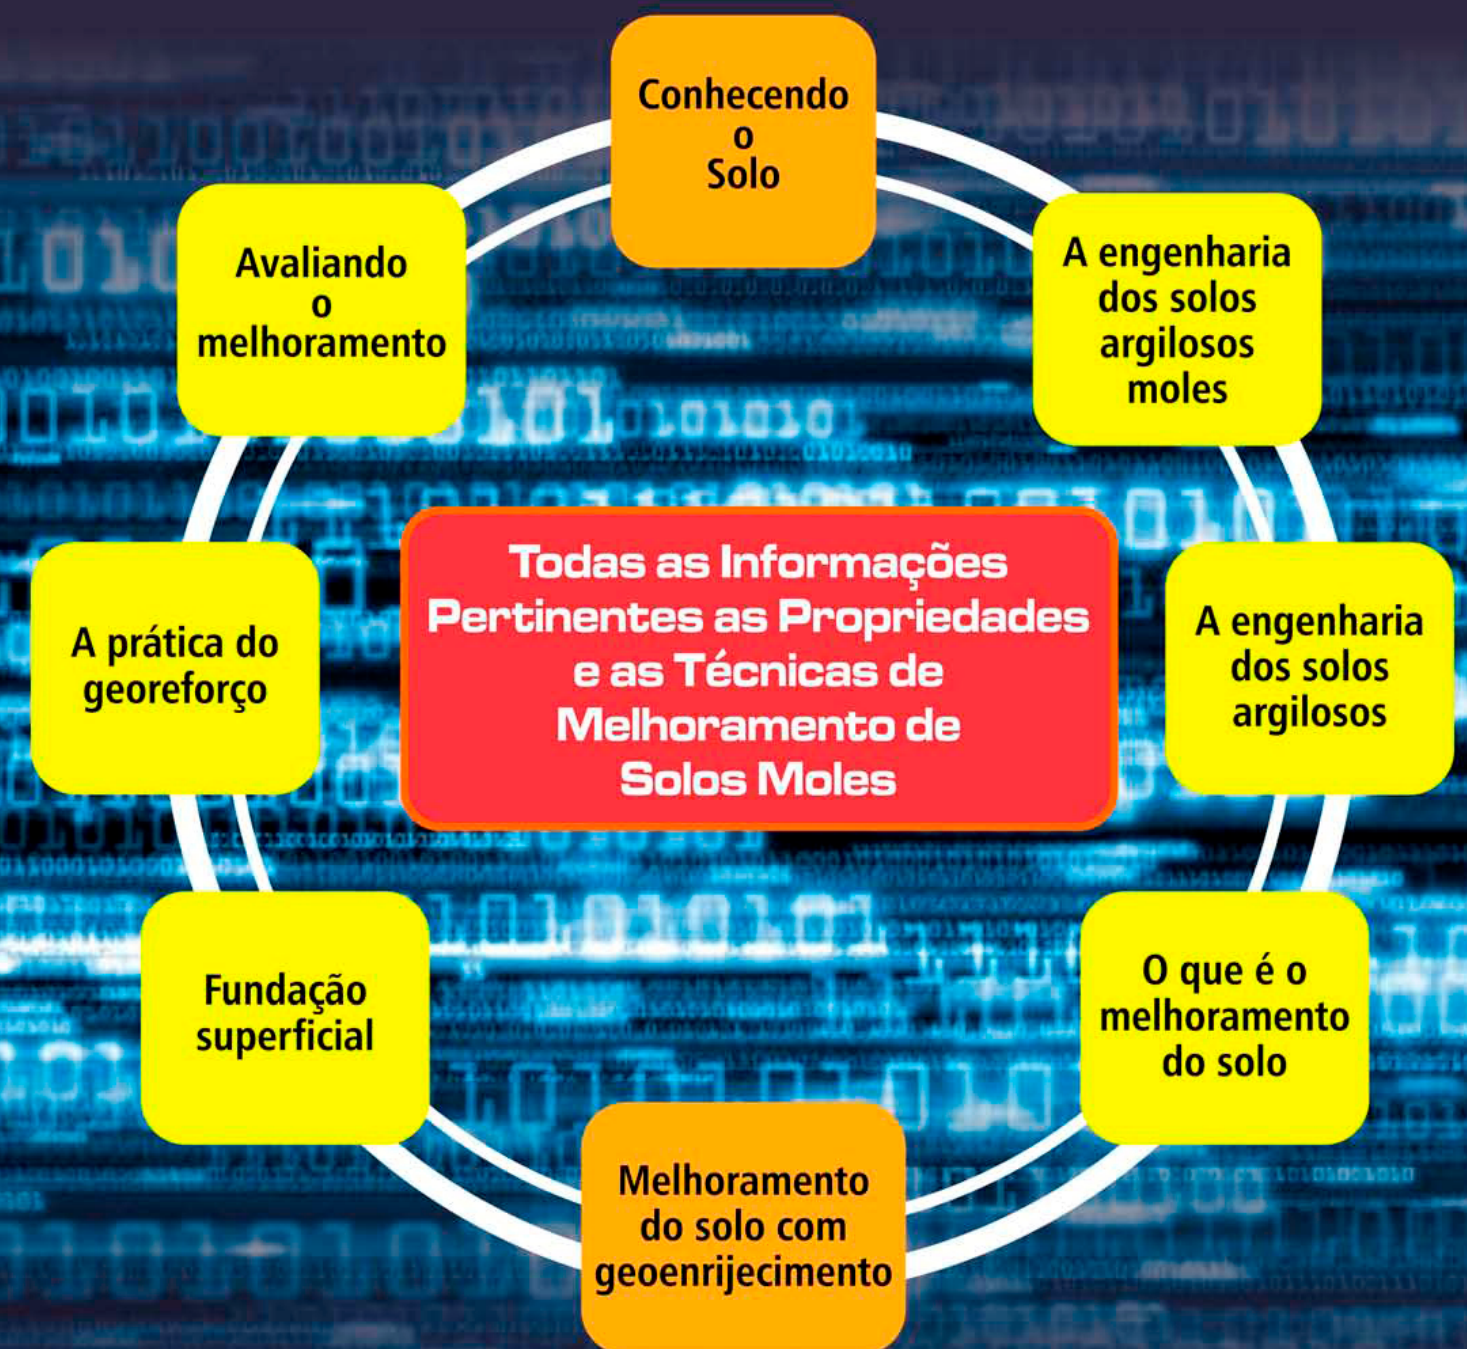 Conhecendo
o
Solo
A engenharia
dos solos
argilosos
moles
A engenharia
dos solos
argilosos
O que é o
melhoramento
do solo
Melhoramento
do solo com
geoenrijecimento
Fundação
superficial
A prática do
georeforço
Avaliando
o
melhoramento
Todas as Informações
Pertinentes as Propriedades
e as Técnicas de
Melhoramento de
Solos Moles